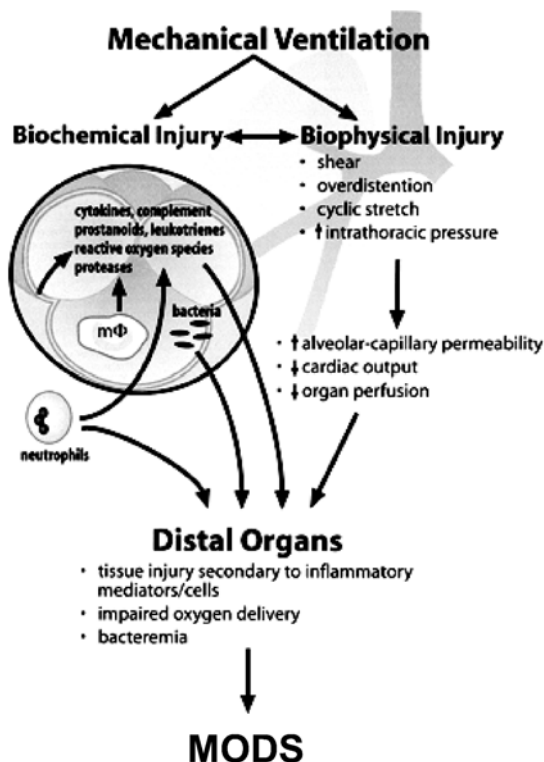 Mechanical Ventilation
Biochemical Injury
Biophysical Injury
• shear
• overdistention
• cyclic stretch
• ↑ intrathoracic pressure
cytokines, complement
prostanoids, leukotrienes
reactive oxygen species
proteases
mΦ
bacteria
neutrophils
• ↑ alveolar-capillary permeability
• ↓ cardiac output
• ↓ organ perfusion
Distal Organs
• tissue injury secondary to inflammatory
mediators/cells
• impaired oxygen delivery
• bacteremia
MODS